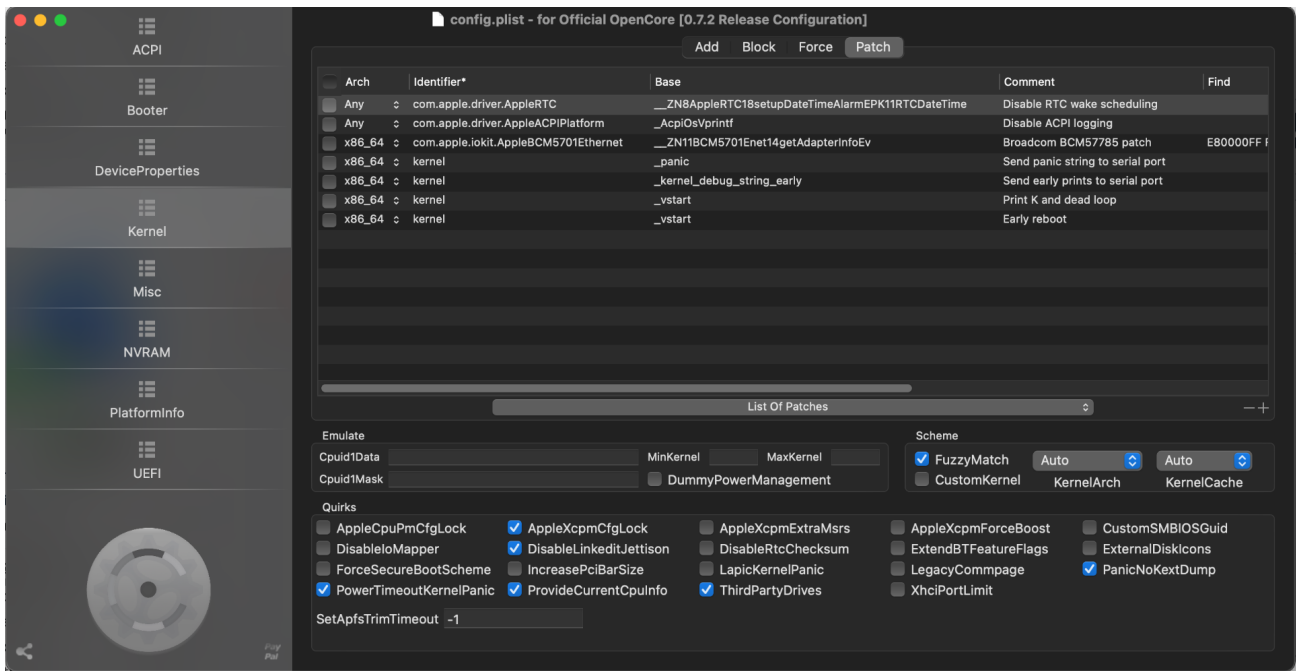 config.plist - for Official OpenCore [0.7.2 Release Configuration]
ACPI
Booter
DeviceProperties
Kernel
Misc
NVRAM
PlatformInfo
UEFI
Pay
Pal
Add Block Force Patch
Arch Identifier* Base Comment Find
Any com.apple.driver.AppleRTC __ZN8AppleRTC18setupDateTimeAlarmEPK11RTCDateTime Disable RTC wake scheduling
Any com.apple.driver.AppleACPIPlatform _AcpiOsVprintf Disable ACPI logging
x86_64 com.apple.iokit.AppleBCM5701Ethernet __ZN11BCM5701Enet14getAdapterInfoEv Broadcom BCM57785 patch E80000FF
x86_64 kernel _panic Send panic string to serial port
x86_64 kernel _kernel_debug_string_early Send early prints to serial port
x86_64 kernel _vstart Print K and dead loop
x86_64 kernel _vstart Early reboot
List Of Patches
Emulate
Cpuid1Data MinKernel MaxKernel
Cpuid1Mask DummyPowerManagement
Scheme
FuzzyMatch Auto Auto
CustomKernel KernelArch KernelCache
Quirks
AppleCpuPmCfgLock AppleXcpmCfgLock AppleXcpmExtraMsrs AppleXcpmForceBoost CustomSMBIOSGuid
DisableIoMapper DisableLinkeditJettison DisableRtcChecksum ExtendBTFeatureFlags ExternalDiskIcons
ForceSecureBootScheme IncreasePciBarSize LapicKernelPanic LegacyCommpage PanicNoKextDump
PowerTimeoutKernelPanic ProvideCurrentCpuInfo ThirdPartyDrives XhciPortLimit
SetApfsTrimTimeout -1